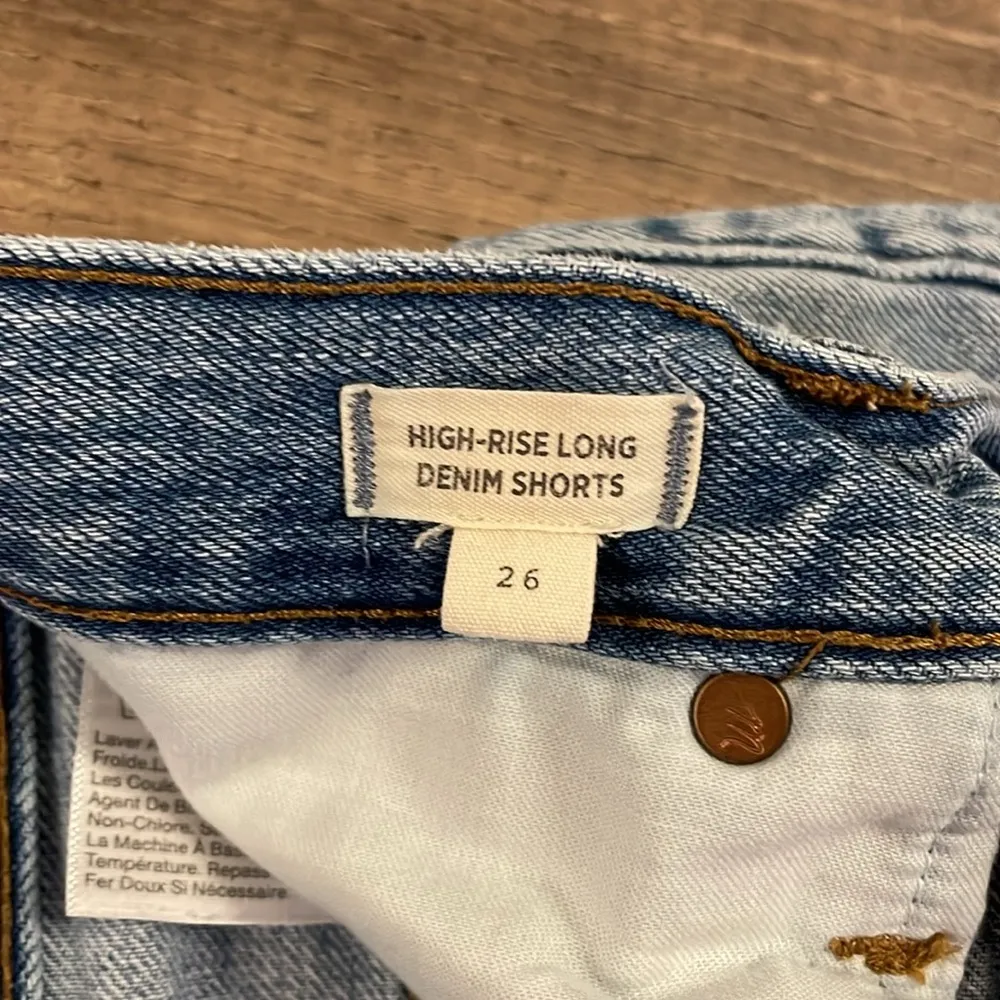 HIGH-RISE LONG
DENIM SHORTS
26
Laver
Froide.
Les
Agent De
Non-Chlore.
La Machine À
Température.
Fer Doux Si Nécessaire